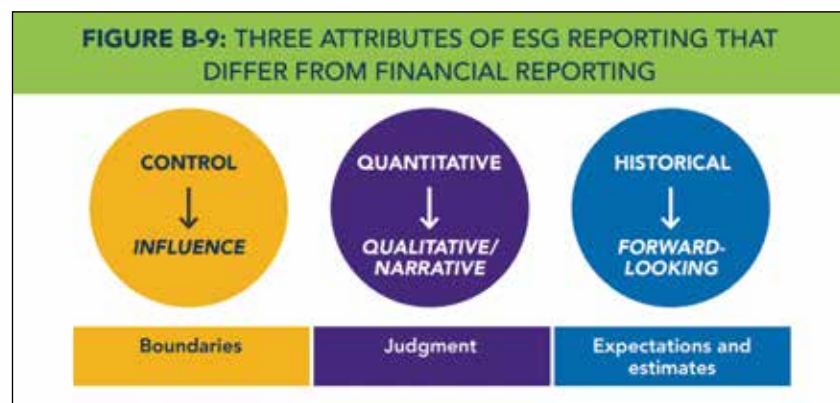 FIGURE B-9: THREE ATTRIBUTES OF ESG REPORTING THAT
DIFFER FROM FINANCIAL REPORTING
CONTROL
↓
INFLUENCE
QUANTITATIVE
↓
QUALITATIVE/
NARRATIVE
HISTORICAL
↓
FORWARD-
LOOKING
Boundaries
Judgment
Expectations and
estimates